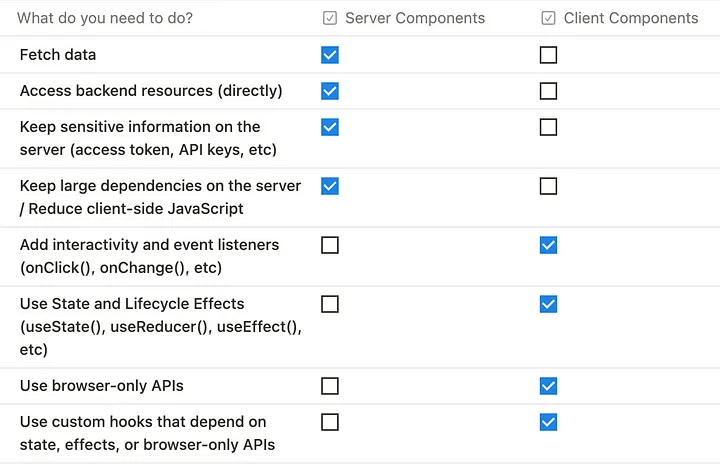 What do you need to do? Server Components Client Components
Fetch data
Access backend resources (directly)
Keep sensitive information on the
server (access token, API keys, etc)
Keep large dependencies on the server
/ Reduce client-side JavaScript
Add interactivity and event listeners
(onClick(), onChange(), etc)
Use State and Lifecycle Effects
(useState(), useReducer(), useEffect(),
etc)
Use browser-only APIs
Use custom hooks that depend on
state, effects, or browser-only APIs